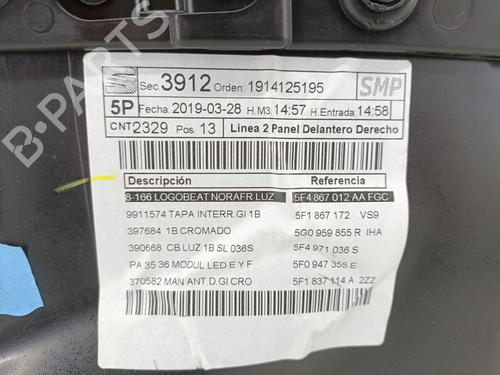 Sec 3912 Orden: 1914125195 SMP
5P Fecha: 2019-03-28 H.M3: 14:57 H.Entrada: 14:58
CNT2329 Pos. 13 Linea 2 Panel Delantero Derecho
Descripción Referencia
8-166 LOGOBEAT NORAFR LUZ 5F4 867 012 AA FGC
9911574 TAPA INTERR.GI 1B 5F1 867 172 VS9
397684 1B CROMADO 5G0 959 855 R IHA
390668 CB LUZ 1B SL 036S 5F4 971 036 S
PA 35 36 MODUL LED E Y F 5F0 947 355 E
370582 MAN ANT.D.GI CRO 5F1 837 114 A 2ZZ
B-PARTS